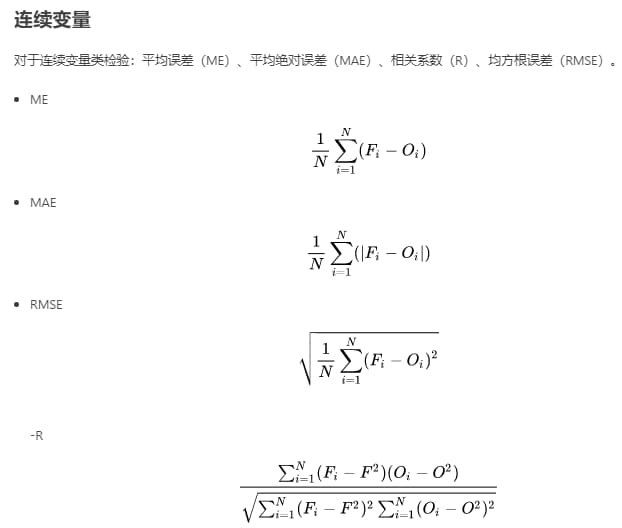 连续变量
对于连续变量类检验：平均误差（ME）、平均绝对误差（MAE）、相关系数（R）、均方根误差（RMSE）。
• ME
\frac{1}{N}\sum_{i=1}^{N}(F_i - O_i)
• MAE
\frac{1}{N}\sum_{i=1}^{N}(|F_i - O_i|)
• RMSE
\sqrt{\frac{1}{N}\sum_{i=1}^{N}(F_i - O_i)^2}
-R
\frac{\sum_{i=1}^{N}(F_i - F^2)(O_i - O^2)}{\sqrt{\sum_{i=1}^{N}(F_i - F^2)^2 \sum_{i=1}^{N}(O_i - O^2)^2}}